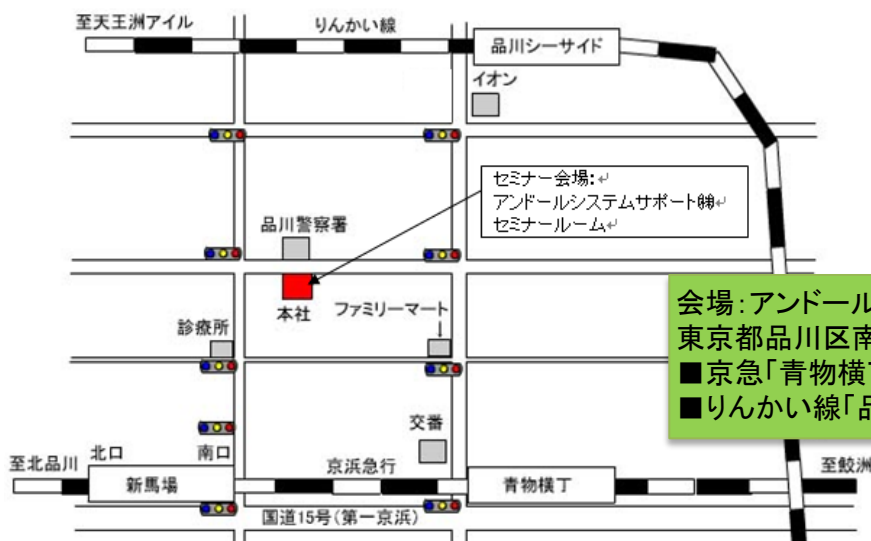 至天王洲アイル
りんかい線
品川シーサイド
イオン
セミナー会場:↵
アンドールシステムサポート㈱↵
セミナールーム↵
品川警察署
本社
ファミリーマート
↓
診療所
会場:アンドール
東京都品川区南
■京急「青物横
■りんかい線「品
交番
北口
南口
至北品川
新馬場
京浜急行
青物横丁
至鮫洲
国道15号(第一京浜)